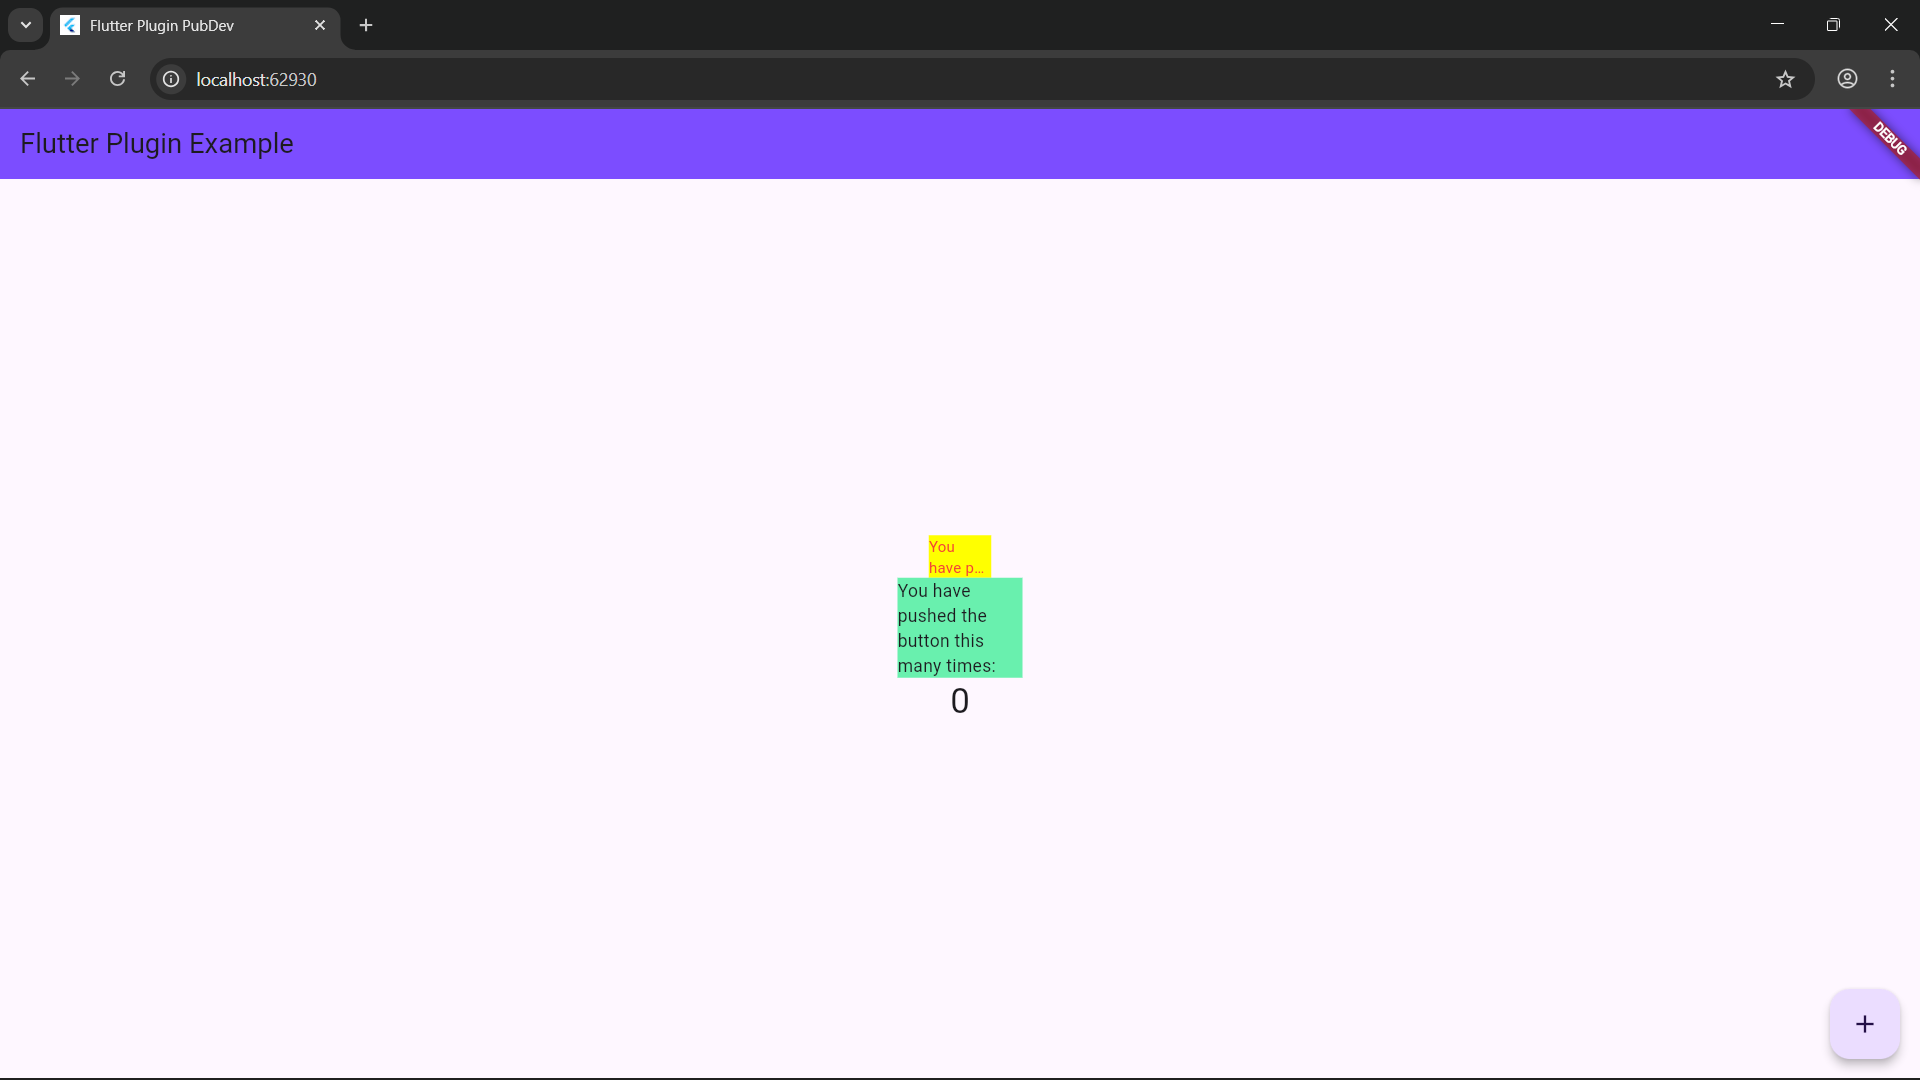 Flutter Plugin PubDev
localhost:62930
Flutter Plugin Example
DEBUG
You
have p...
You have
pushed the
button this
many times:
0